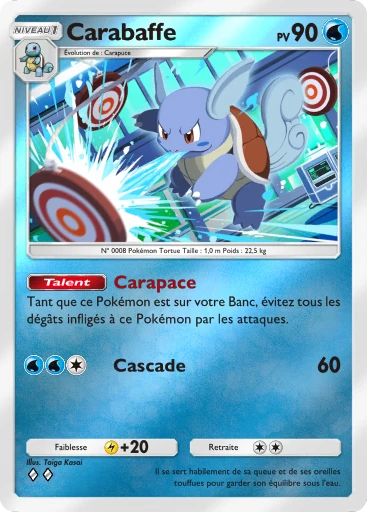 NIVEAU 1
Carabaffe
PV 90
Évolution de : Carapuce
N° 0008 Pokémon Tortue Taille : 1,0 m Poids : 22,5 kg
Talent Carapace
Tant que ce Pokémon est sur votre Banc, évitez tous les
dégâts infligés à ce Pokémon par les attaques.
Cascade 60
Faiblesse +20 Retraite
Illus. Taiga Kasai
Il se sert habilement de sa queue et de ses oreilles
touffues pour garder son équilibre sous l'eau.